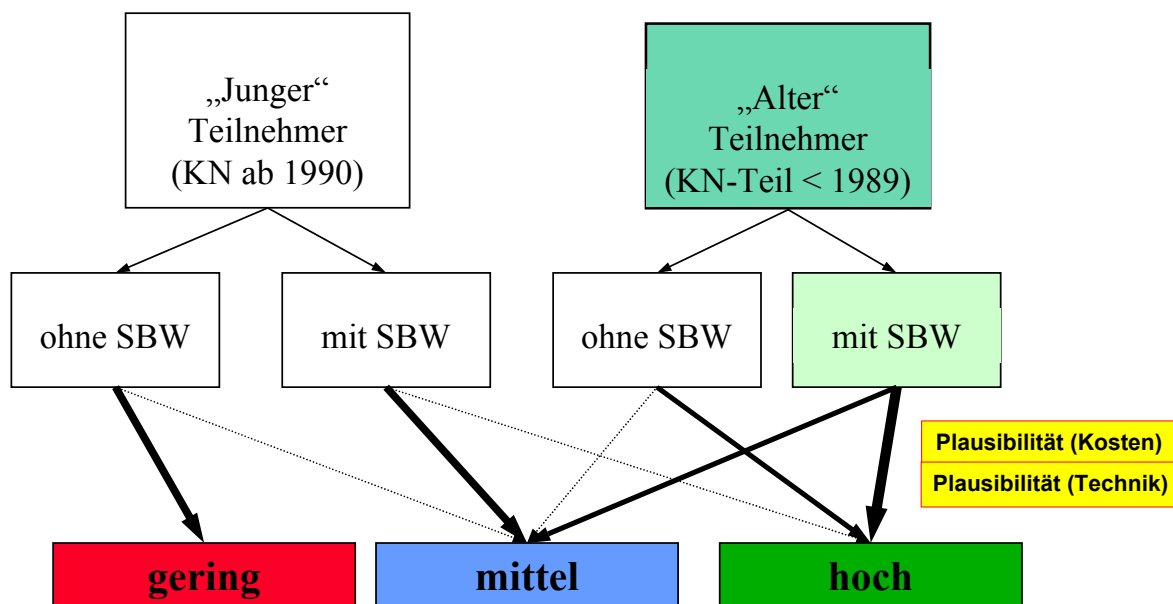 „Junger“
Teilnehmer
(KN ab 1990)
„Alter“
Teilnehmer
(KN-Teil < 1989)
ohne SBW
mit SBW
ohne SBW
mit SBW
Plausibilität (Kosten)
Plausibilität (Technik)
gering
mittel
hoch